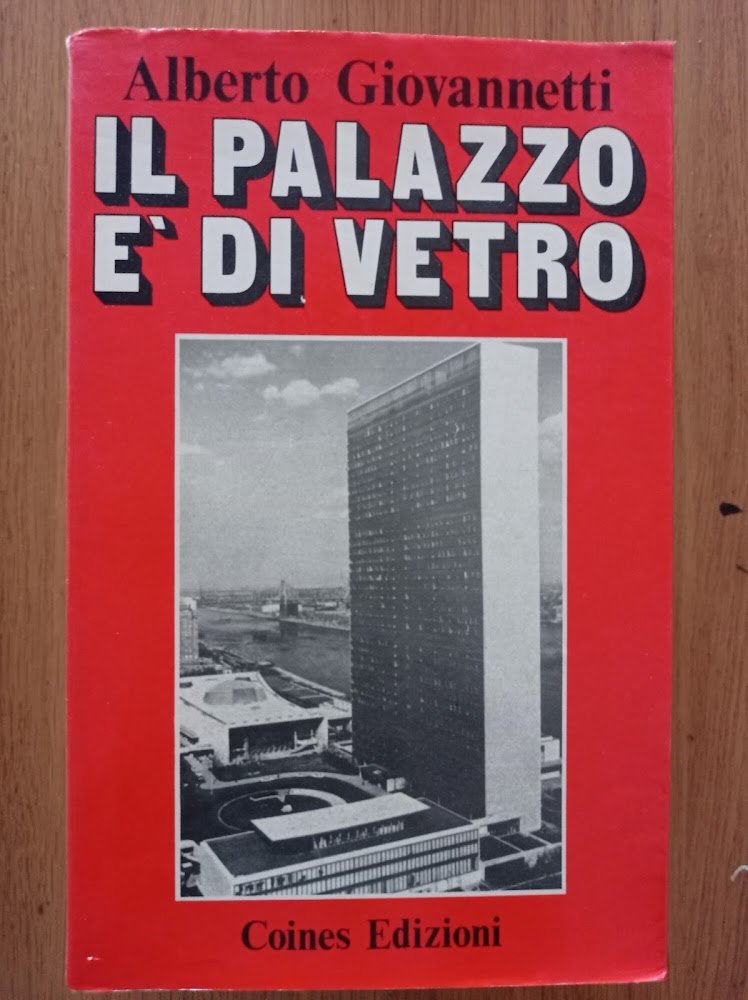 Alberto Giovannetti
IL PALAZZO
E` DI VETRO
Coines Edizioni